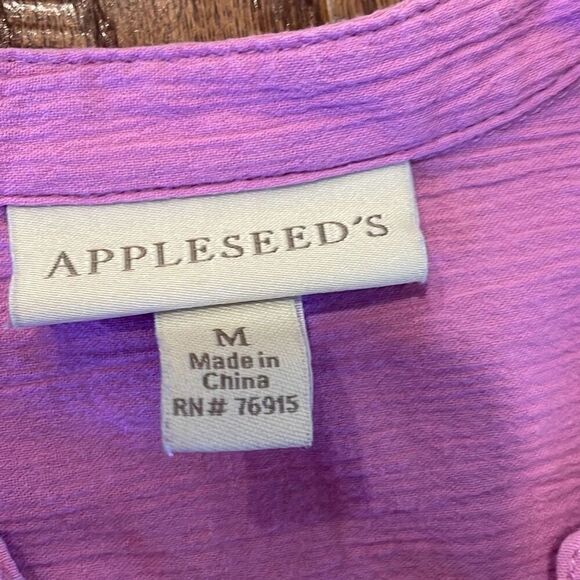 APPLESEED'S
M
Made in
China
RN# 76915